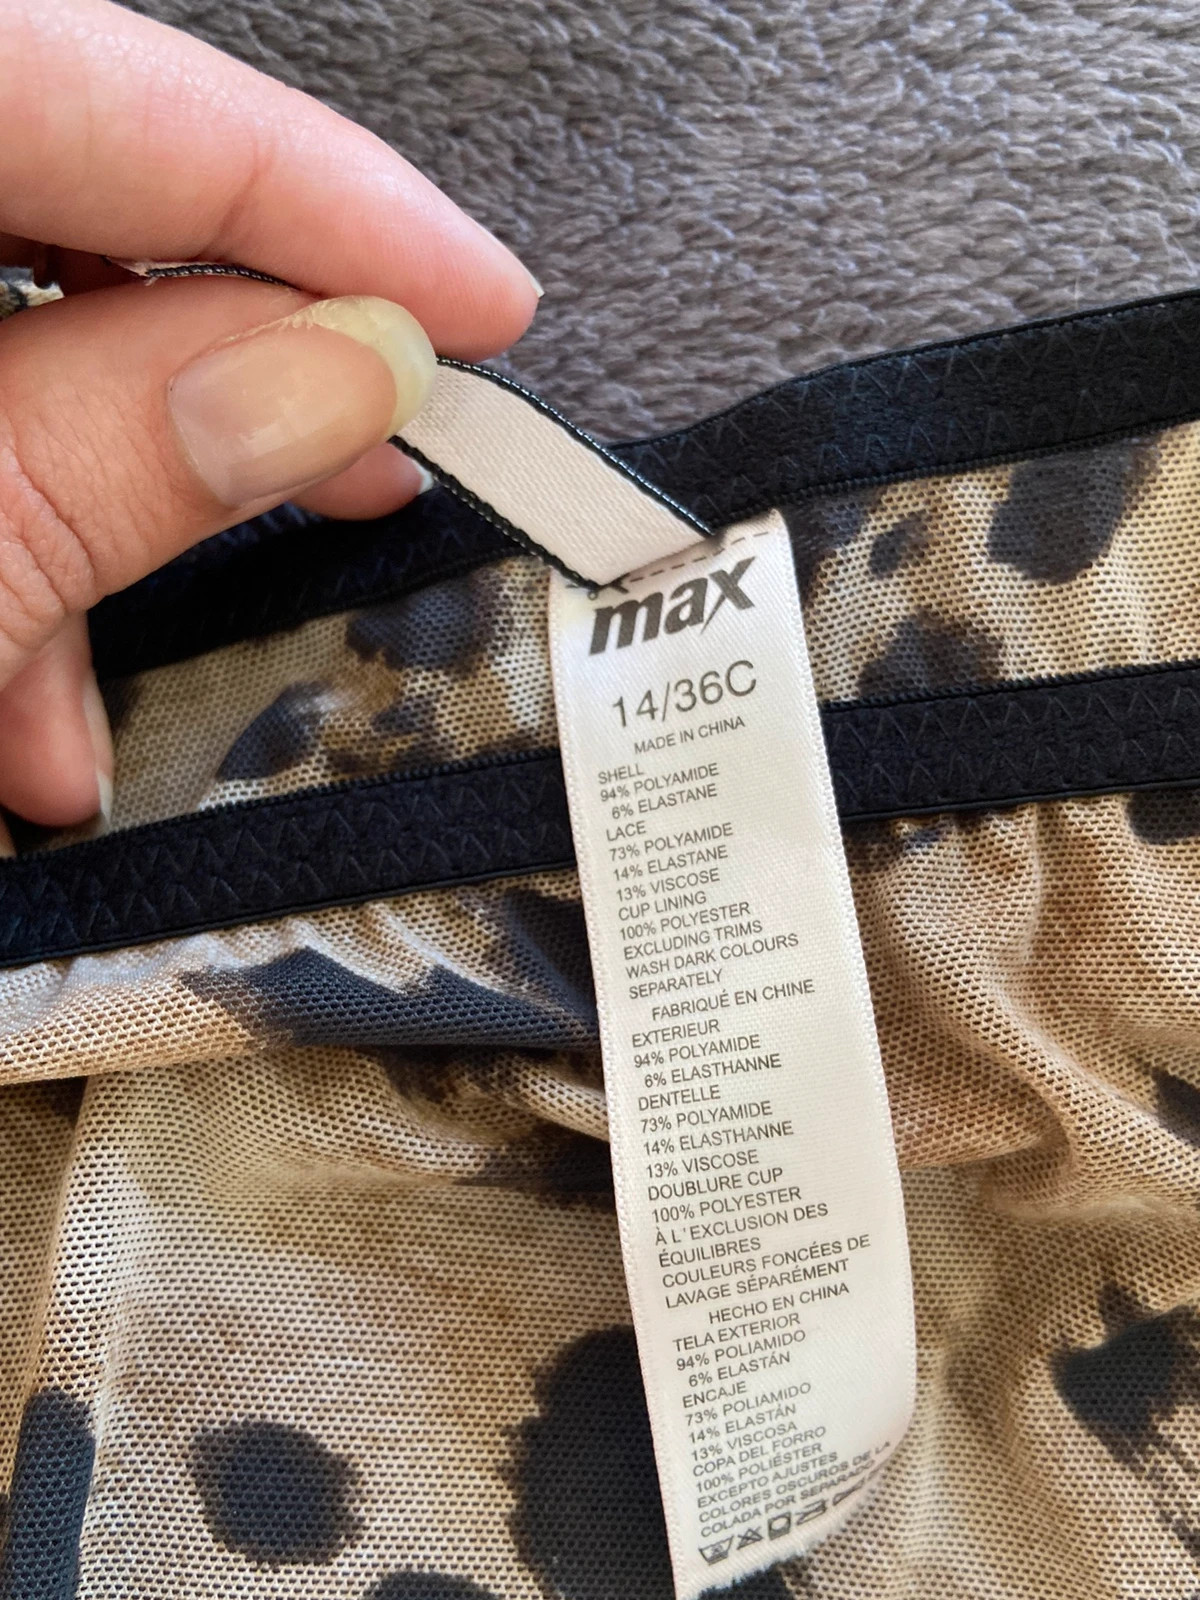 max
14/36C
MADE IN CHINA
SHELL
94% POLYAMIDE
6% ELASTANE
LACE
73% POLYAMIDE
14% ELASTANE
13% VISCOSE
CUP LINING
100% POLYESTER
EXCLUDING TRIMS
WASH DARK COLOURS
SEPARATELY
FABRIQUÉ EN CHINE
EXTERIEUR
94% POLYAMIDE
6% ELASTHANNE
DENTELLE
73% POLYAMIDE
14% ELASTHANNE
13% VISCOSE
DOUBLURE CUP
100% POLYESTER
À L'EXCLUSION DES
ÉQUILIBRES
COULEURS FONCÉES DE
LAVAGE SÉPARÉMENT
HECHO EN CHINA
TELA EXTERIOR
94% POLIAMIDO
6% ELASTÁN
ENCAJE
73% POLIAMIDO
14% ELASTÁN
13% VISCOSA
COPA DEL FORRO
100% POLIÉSTER
EXCEPTO AJUSTES
COLORES OSCUROS DE LA
COLADA POR SEPARADO